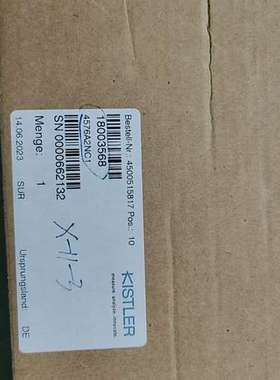 KISTLER
measure. analyze. innovate.
Bestell-Nr.: 4500515817 Pos.: 10
18003568
4576A2NC1
SN 0000662132
Menge: 1
14.06.2023 SUR Ursprungsland DE
X-11-3